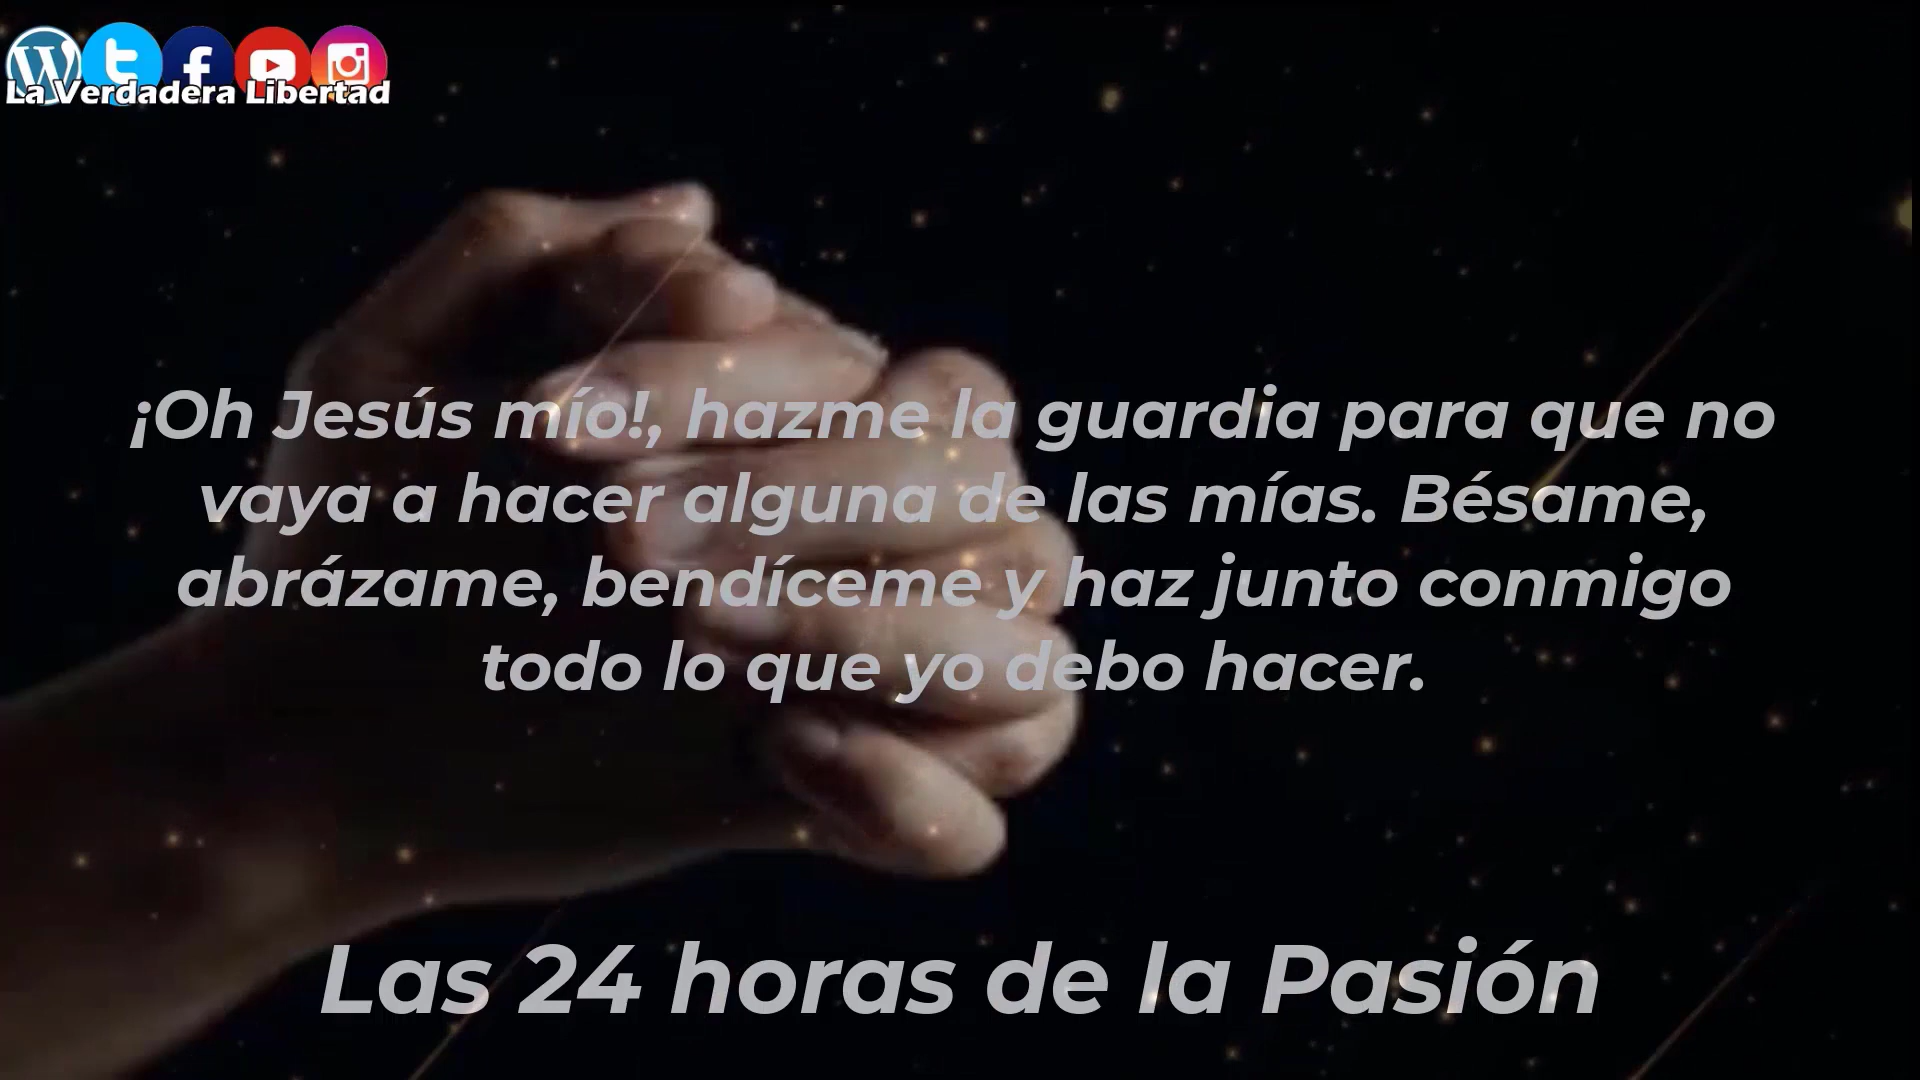 La Verdadera Libertad
¡Oh Jesús mío!, hazme la guardia para que no
vaya a hacer alguna de las mías. Bésame,
abrázame, bendíceme y haz junto conmigo
todo lo que yo debo hacer.
Las 24 horas de la Pasión